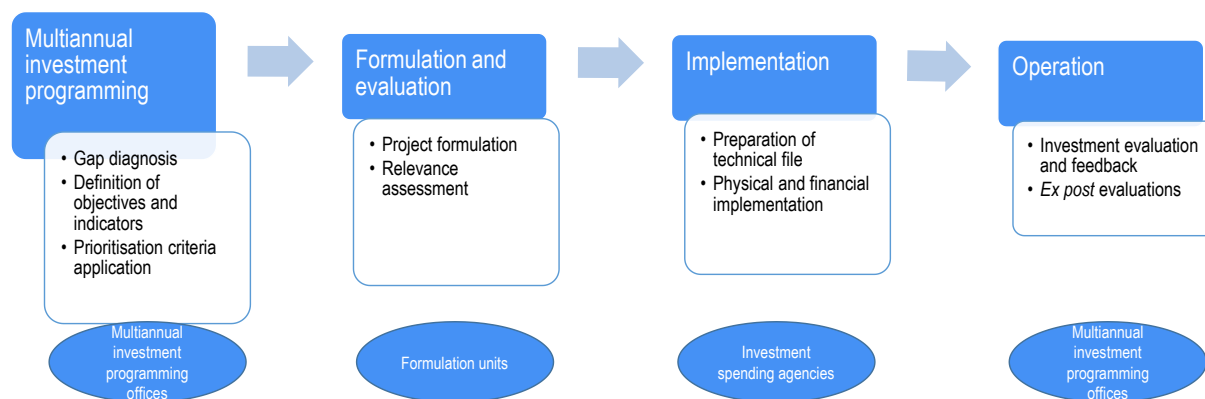 Multiannual
investment
programming
• Gap diagnosis
• Definition of
objectives and
indicators
• Prioritisation criteria
application
Multiannual
investment
programming
offices
Formulation and
evaluation
• Project formulation
• Relevance
assessment
Formulation units
Implementation
• Preparation of
technical file
• Physical and financial
implementation
Investment
spending agencies
Operation
• Investment evaluation
and feedback
• Ex post evaluations
Multiannual
investment
programming
offices